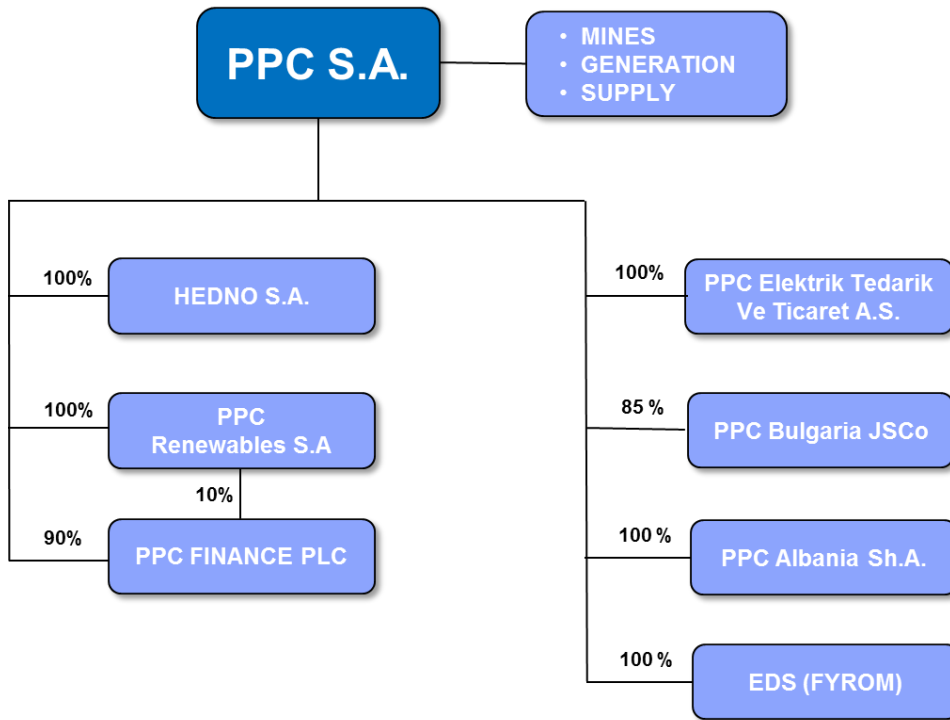 PPC S.A.
• MINES
• GENERATION
• SUPPLY
100%
HEDNO S.A.
100%
PPC
Renewables S.A
10%
90%
PPC FINANCE PLC
100%
PPC Elektrik Tedarik
Ve Ticaret A.S.
85 %
PPC Bulgaria JSCo
100 %
PPC Albania Sh.A.
100 %
EDS (FYROM)